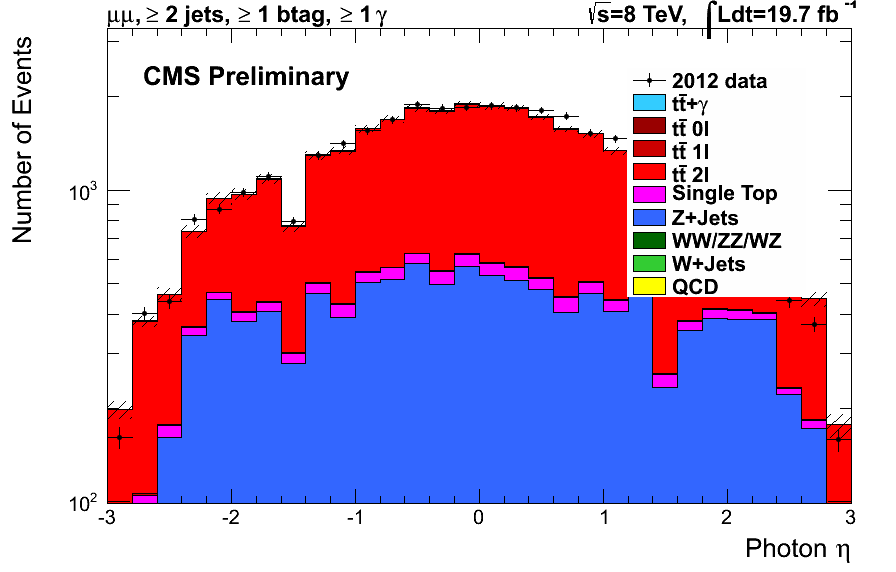 μμ, ≥ 2 jets, ≥ 1 btag, ≥ 1 γ
√s=8 TeV, ∫Ldt=19.7 fb⁻¹
Number of Events
CMS Preliminary
2012 data
tt̄+γ
tt̄ 0l
tt̄ 1l
tt̄ 2l
Single Top
Z+Jets
WW/ZZ/WZ
W+Jets
QCD
10³
10²
-3 -2 -1 0 1 2 3
Photon η